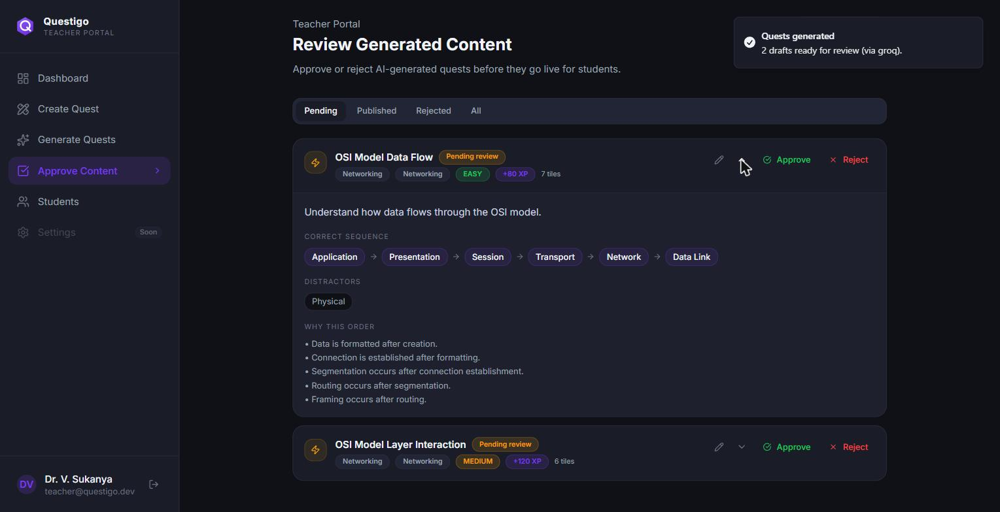 Questigo
TEACHER PORTAL
Dashboard
Create Quest
Generate Quests
Approve Content
Students
Settings Soon
DV
Dr. V. Sukanya
teacher@questigo.dev
Teacher Portal
Review Generated Content
Approve or reject AI-generated quests before they go live for students.
Quests generated
2 drafts ready for review (via groq).
Pending Published Rejected All
OSI Model Data Flow Pending review
Networking Networking EASY +80 XP 7 tiles
Approve Reject
Understand how data flows through the OSI model.
CORRECT SEQUENCE
Application → Presentation → Session → Transport → Network → Data Link
DISTRACTORS
Physical
WHY THIS ORDER
• Data is formatted after creation.
• Connection is established after formatting.
• Segmentation occurs after connection establishment.
• Routing occurs after segmentation.
• Framing occurs after routing.
OSI Model Layer Interaction Pending review
Networking Networking MEDIUM +120 XP 6 tiles
Approve Reject